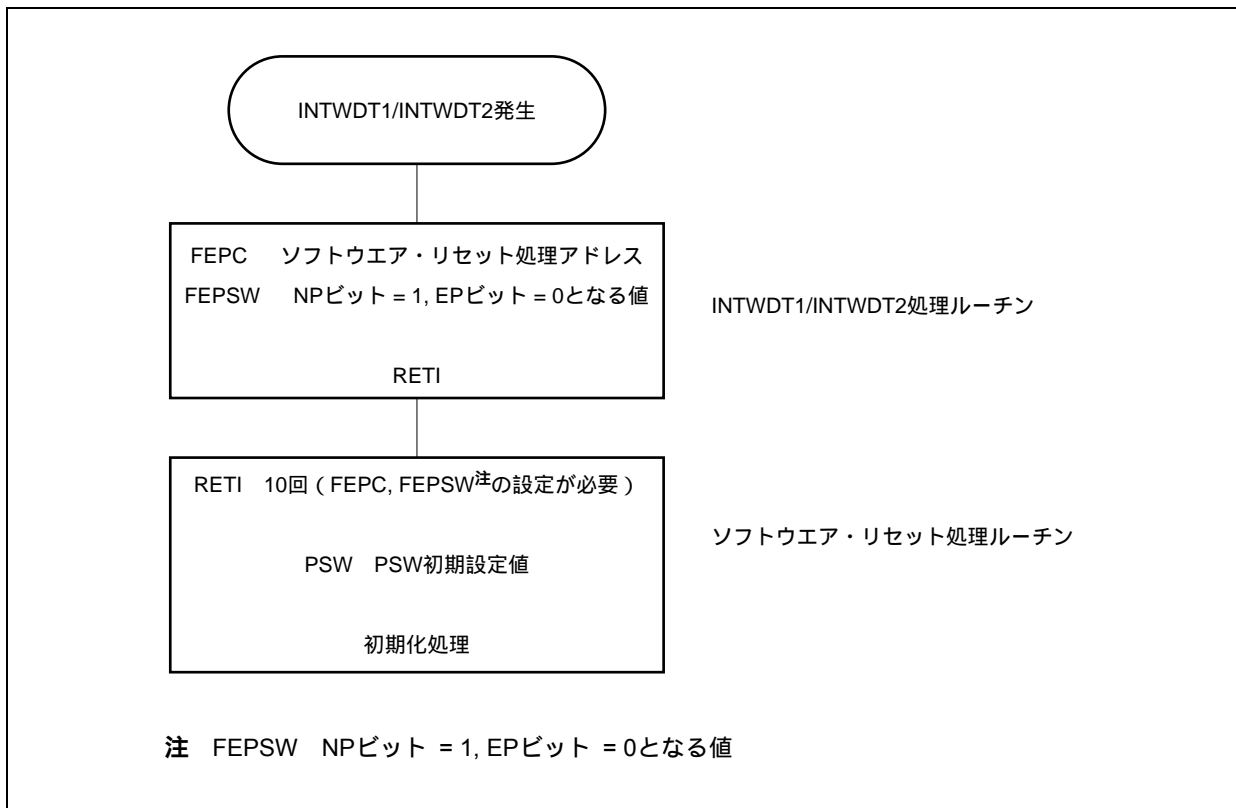 INTWDT1/INTWDT2発生
FEPC　ソフトウエア・リセット処理アドレス
FEPSW　NPビット = 1, EPビット = 0となる値
RETI
INTWDT1/INTWDT2処理ルーチン
RETI　10回（FEPC, FEPSW注の設定が必要）
PSW　PSW初期設定値
初期化処理
ソフトウエア・リセット処理ルーチン
注　FEPSW　NPビット = 1, EPビット = 0となる値